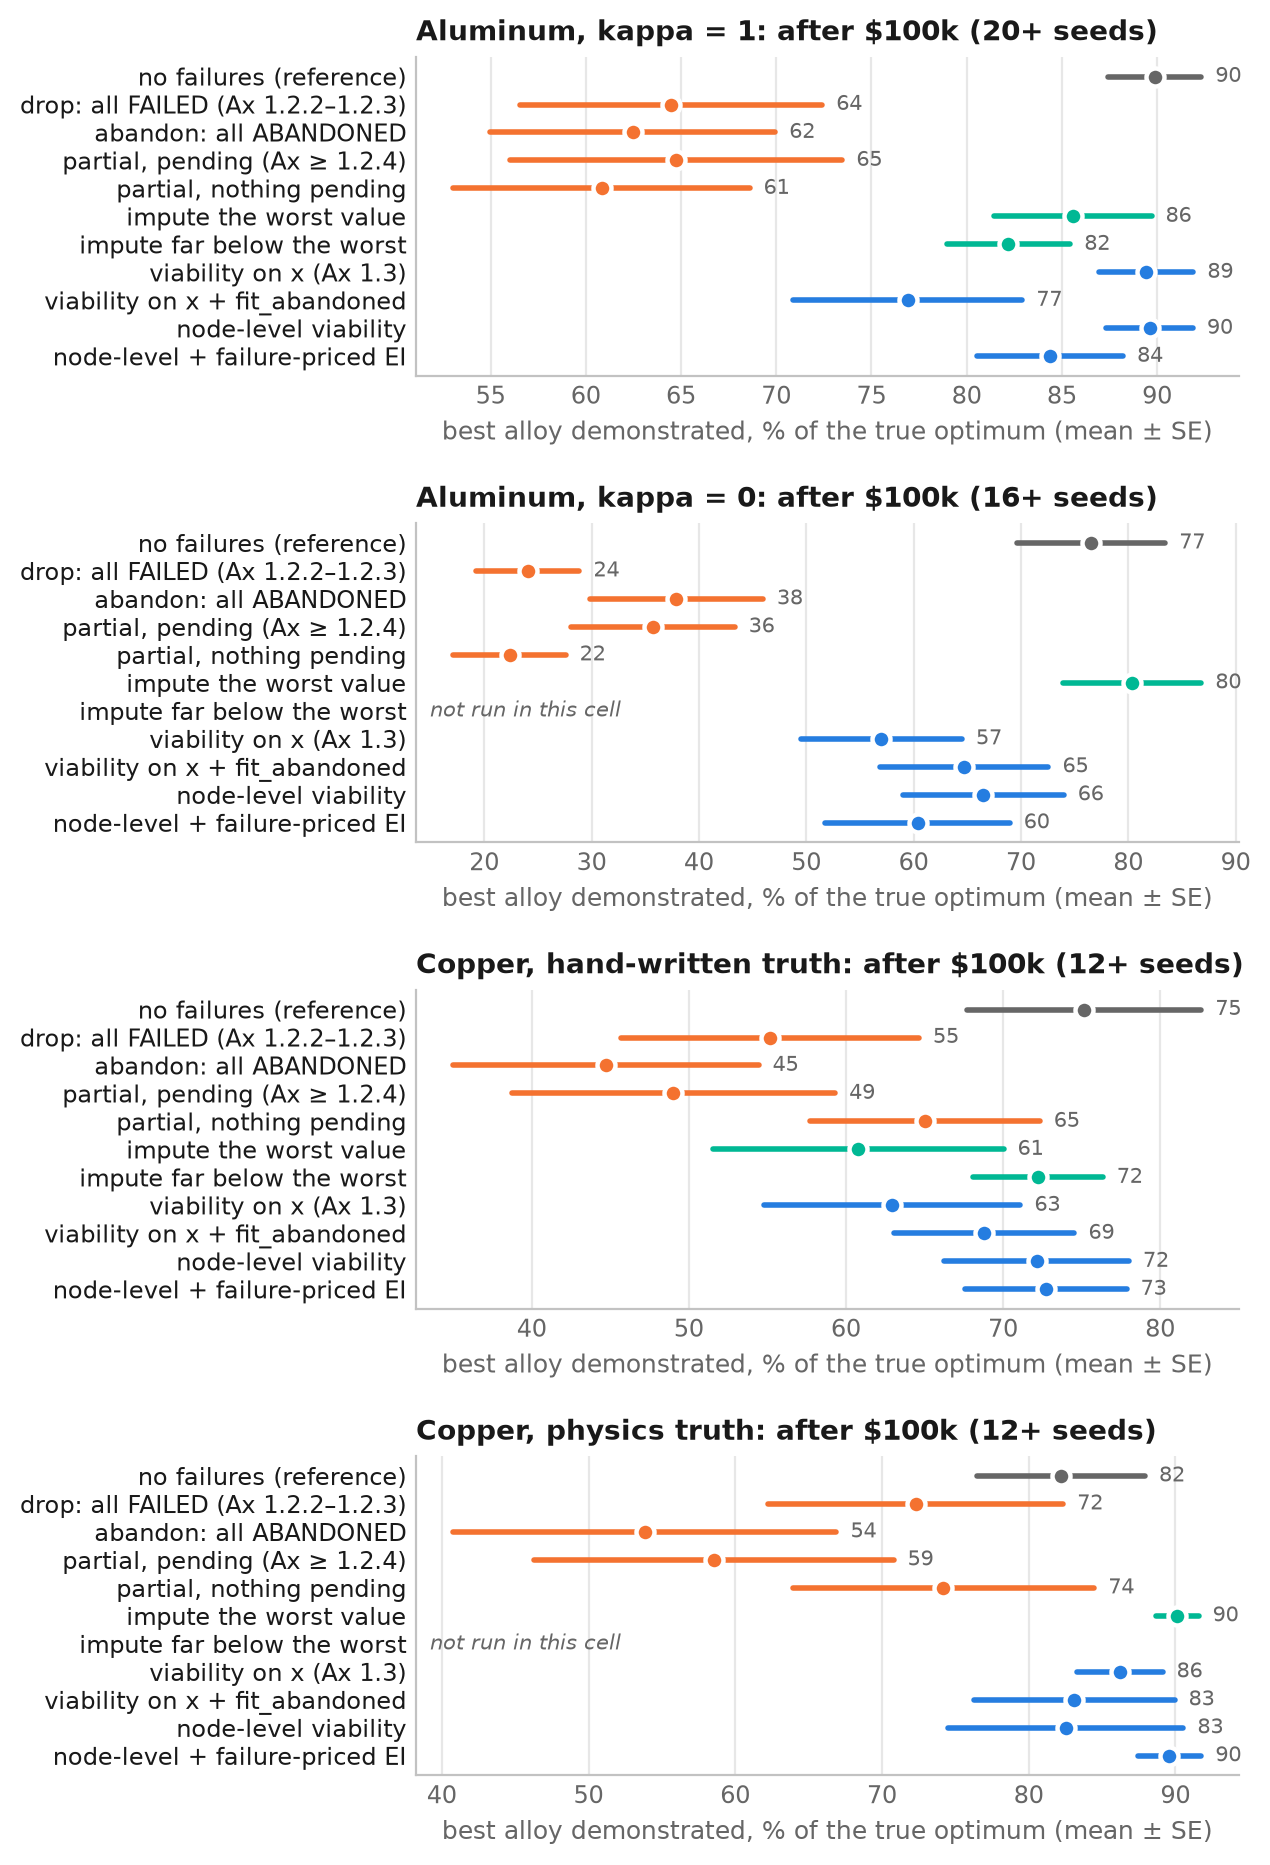 Aluminum, kappa = 1: after $100k (20+ seeds)
no failures (reference) 90
drop: all FAILED (Ax 1.2.2–1.2.3) 64
abandon: all ABANDONED 62
partial, pending (Ax ≥ 1.2.4) 65
partial, nothing pending 61
impute the worst value 86
impute far below the worst 82
viability on x (Ax 1.3) 89
viability on x + fit_abandoned 77
node-level viability 90
node-level + failure-priced EI 84
55 60 65 70 75 80 85 90
best alloy demonstrated, % of the true optimum (mean ± SE)
Aluminum, kappa = 0: after $100k (16+ seeds)
no failures (reference) 77
drop: all FAILED (Ax 1.2.2–1.2.3) 24
abandon: all ABANDONED 38
partial, pending (Ax ≥ 1.2.4) 36
partial, nothing pending 22
impute the worst value 80
impute far below the worst not run in this cell
viability on x (Ax 1.3) 57
viability on x + fit_abandoned 65
node-level viability 66
node-level + failure-priced EI 60
20 30 40 50 60 70 80 90
best alloy demonstrated, % of the true optimum (mean ± SE)
Copper, hand-written truth: after $100k (12+ seeds)
no failures (reference) 75
drop: all FAILED (Ax 1.2.2–1.2.3) 55
abandon: all ABANDONED 45
partial, pending (Ax ≥ 1.2.4) 49
partial, nothing pending 65
impute the worst value 61
impute far below the worst 72
viability on x (Ax 1.3) 63
viability on x + fit_abandoned 69
node-level viability 72
node-level + failure-priced EI 73
40 50 60 70 80
best alloy demonstrated, % of the true optimum (mean ± SE)
Copper, physics truth: after $100k (12+ seeds)
no failures (reference) 82
drop: all FAILED (Ax 1.2.2–1.2.3) 72
abandon: all ABANDONED 54
partial, pending (Ax ≥ 1.2.4) 59
partial, nothing pending 74
impute the worst value 90
impute far below the worst not run in this cell
viability on x (Ax 1.3) 86
viability on x + fit_abandoned 83
node-level viability 83
node-level + failure-priced EI 90
40 50 60 70 80 90
best alloy demonstrated, % of the true optimum (mean ± SE)